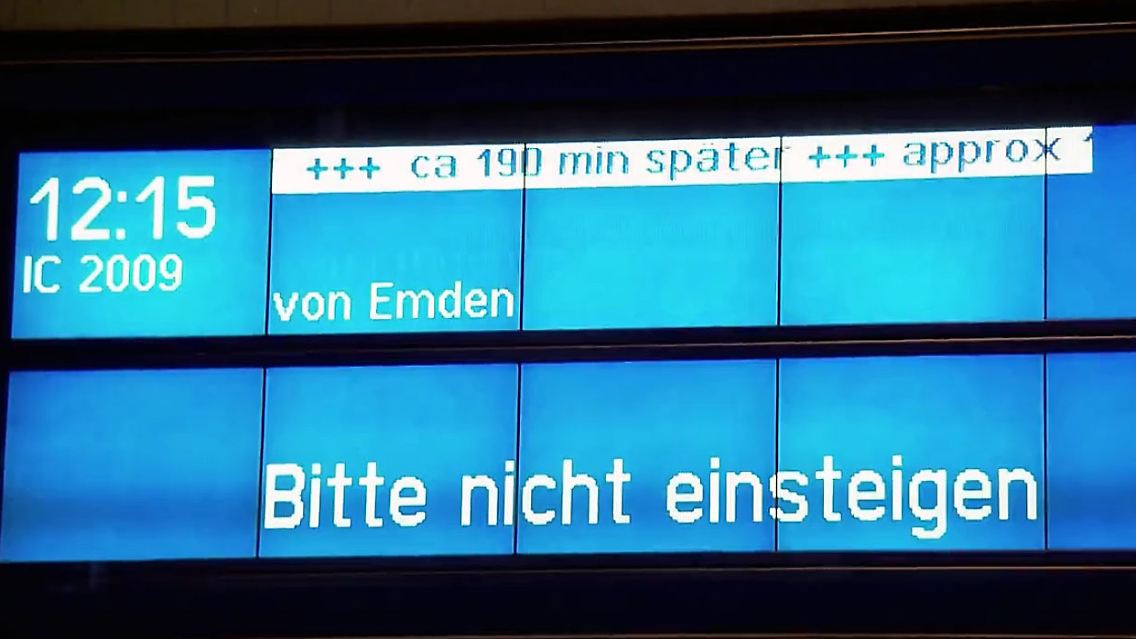 +++ ca 190 min später +++ approx
12:15
IC 2009
von Emden
Bitte nicht einsteigen